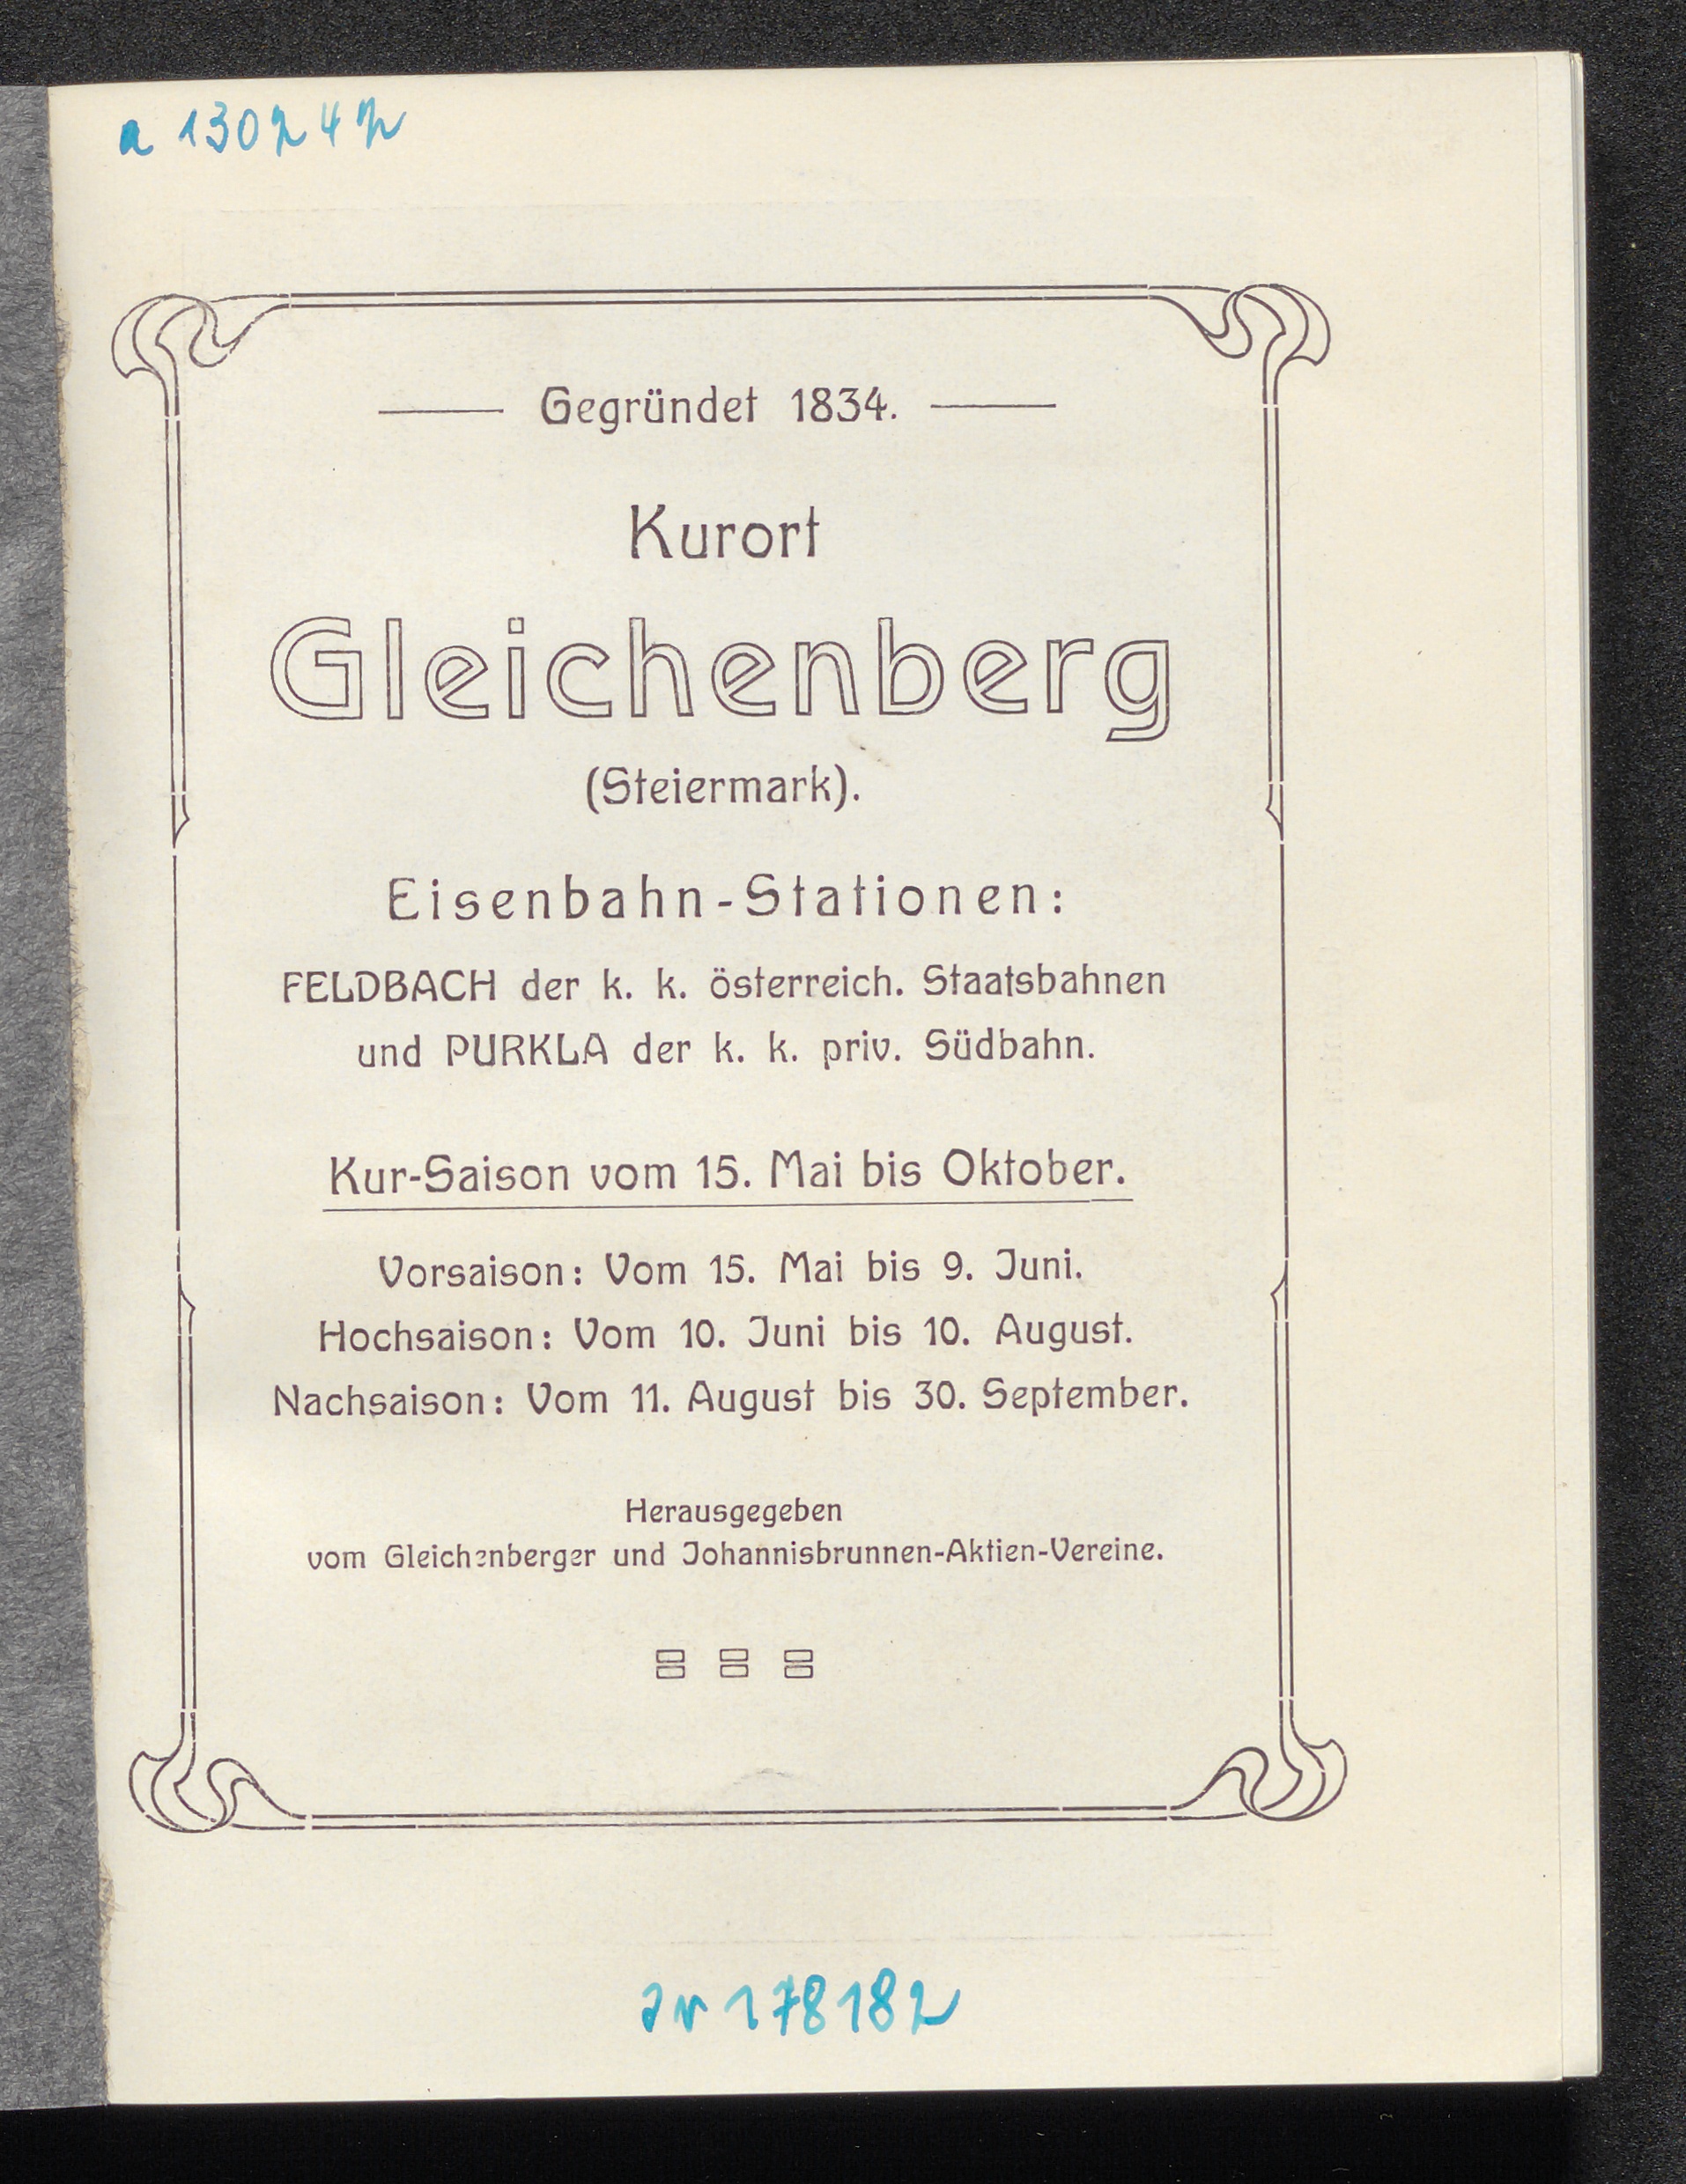 a 130242
Gegründet 1834.
Kurort
Gleichenberg
(Steiermark).
Eisenbahn-Stationen:
FELDBACH der k. k. österreich. Staatsbahnen
und PURKLA der k. k. priv. Südbahn.
Kur-Saison vom 15. Mai bis Oktober.
Vorsaison: Vom 15. Mai bis 9. Juni.
Hochsaison: Vom 10. Juni bis 10. August.
Nachsaison: Vom 11. August bis 30. September.
Herausgegeben
vom Gleichenberger und Johannisbrunnen-Aktien-Vereine.
178182